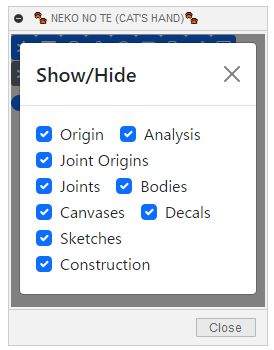 NEKO NO TE (CAT'S HAND)
Show/Hide
Origin Analysis
Joint Origins
Joints Bodies
Canvases Decals
Sketches
Construction
Close